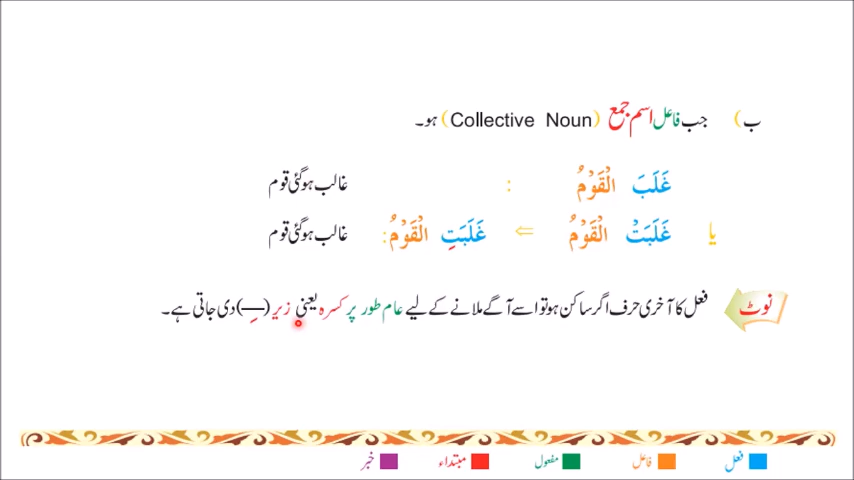 ب) جب فاعل اسم جمع (Collective Noun) ہو۔
غَلَبَ الْقَوْمُ : غالب ہوگئی قوم
یا غَلَبَتْ الْقَوْمُ ⇐ غَلَبَتِ الْقَوْمُ: غالب ہوگئی قوم
نوٹ فعل کا آخری حرف اگر ساکن ہو تو اسے آگے ملانے کے لیے عام طور پر کسرہ یعنی زیر (ـِـ) دی جاتی ہے۔
فعل فاعل مفعول مبتداء خبر